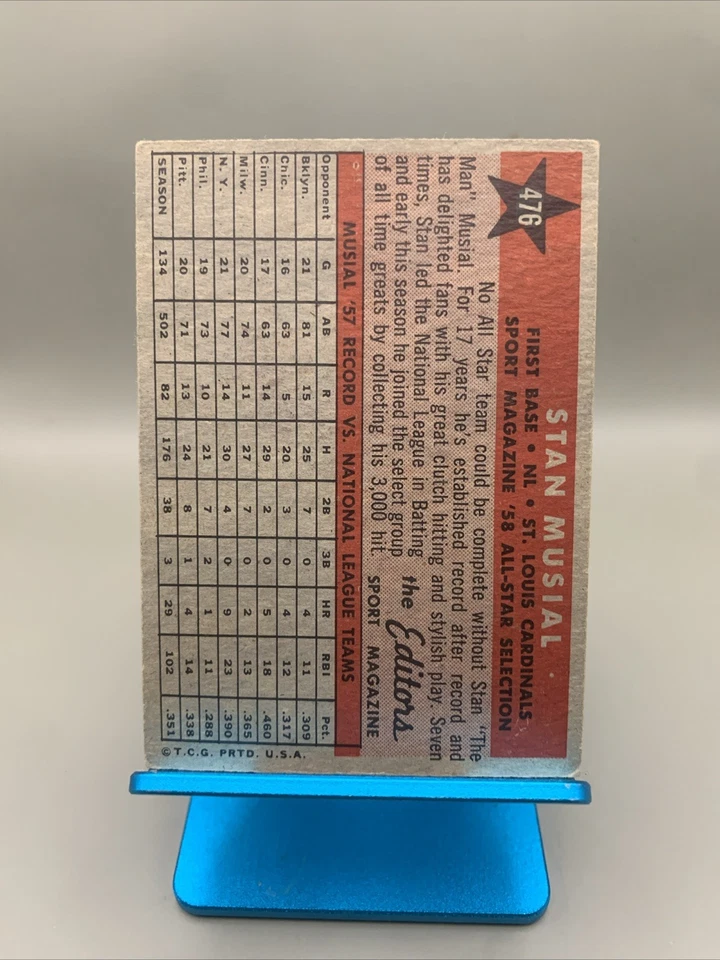 476
STAN MUSIAL
FIRST BASE • NL • ST. LOUIS CARDINALS
SPORT MAGAZINE '58 ALL-STAR SELECTION
No All Star team could be complete without Stan "The
Man" Musial. For 17 years he's established record after record and
has delighted fans with his great clutch hitting and stylish play. Seven
times, Stan led the National League in Batting
and early this season he joined the select group
of all time greats by collecting his 3,000 hit.
the Editors
SPORT MAGAZINE
MUSIAL '57 RECORD VS. NATIONAL LEAGUE TEAMS
Opponent G AB R H 2B 3B HR RBI Pct.
Bklyn. 21 81 15 25 7 0 4 11 .309
Chic. 16 63 5 20 3 0 4 12 .317
Cinn. 17 63 14 29 2 0 5 18 .460
Milw. 20 74 11 27 7 0 2 13 .365
N. Y. 21 77 14 30 4 0 9 23 .390
Phil. 19 73 10 21 7 2 1 11 .288
Pitt. 20 71 13 24 8 1 4 14 .338
SEASON 134 502 82 176 38 3 29 102 .351
© T.C.G. PRTD. U.S.A.